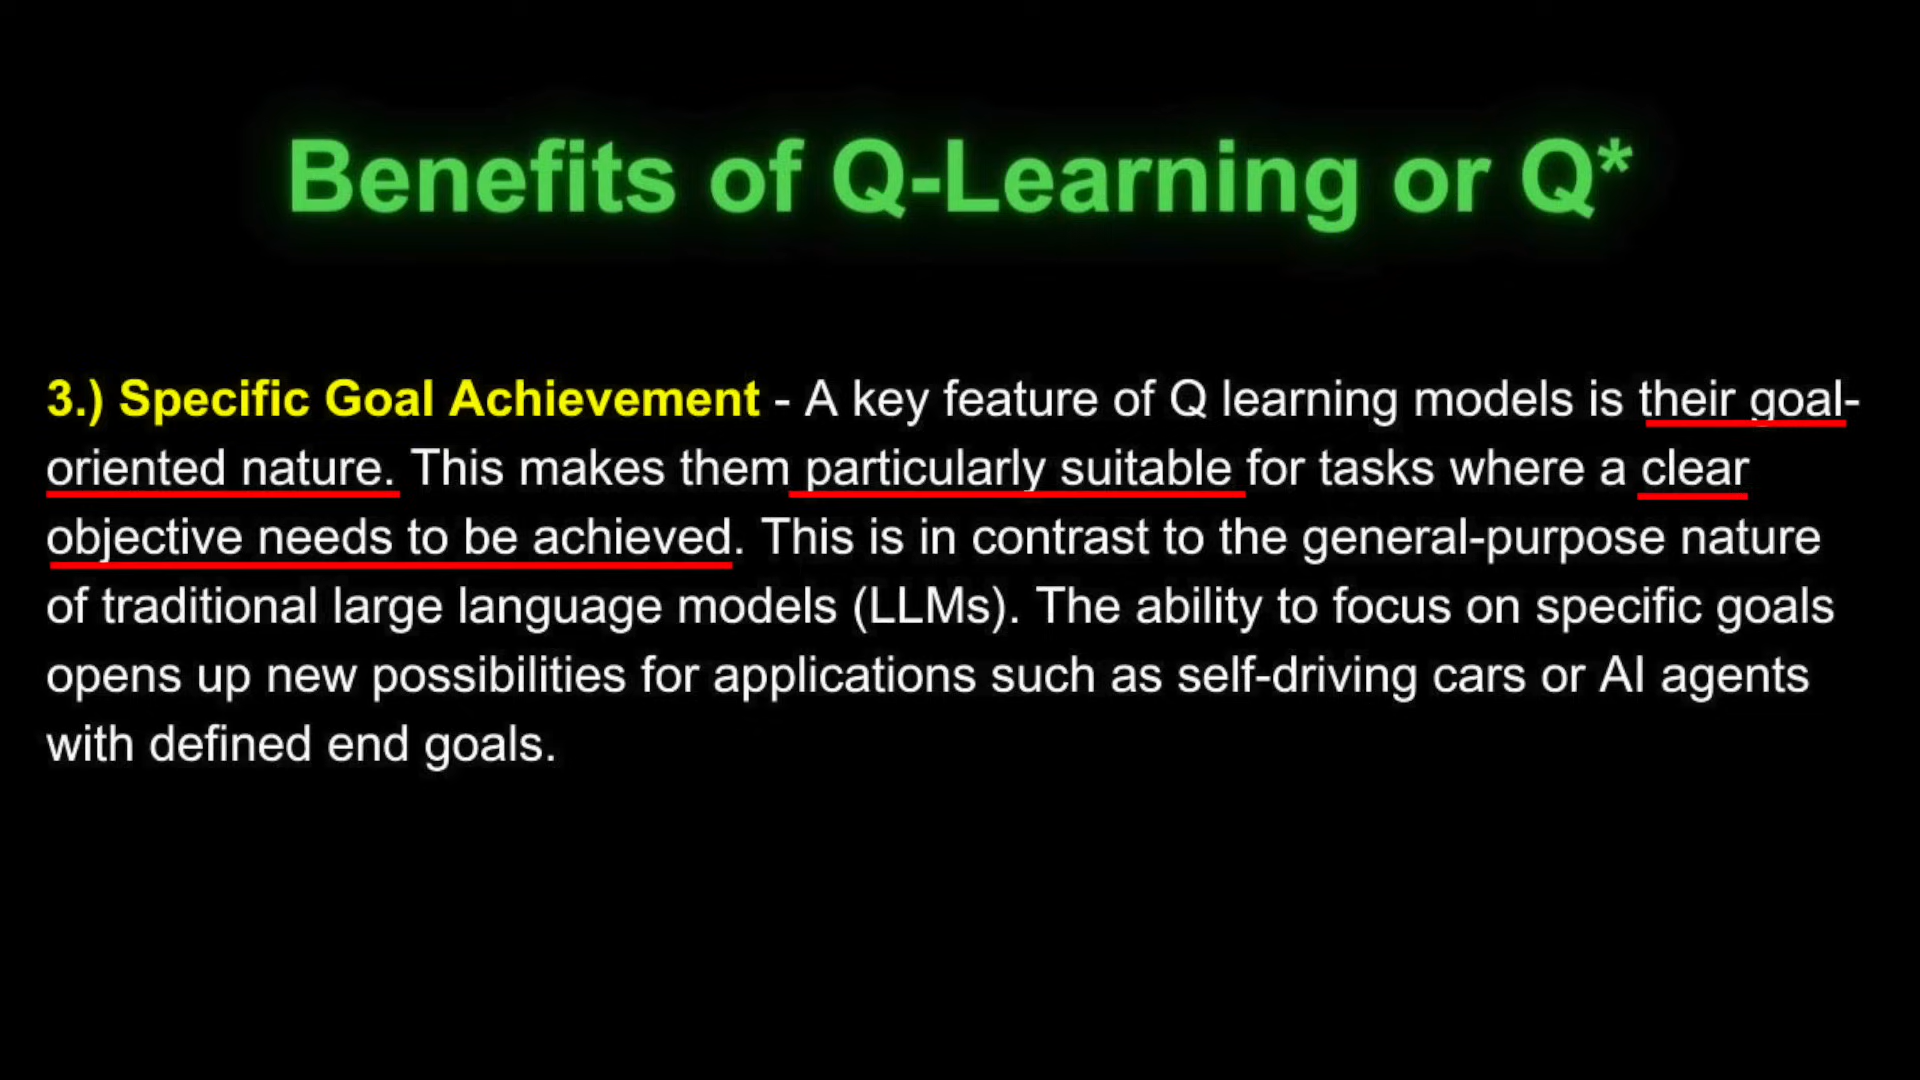 Benefits of Q-Learning or Q*
3.) Specific Goal Achievement - A key feature of Q learning models is their goal-
oriented nature. This makes them particularly suitable for tasks where a clear
objective needs to be achieved. This is in contrast to the general-purpose nature
of traditional large language models (LLMs). The ability to focus on specific goals
opens up new possibilities for applications such as self-driving cars or AI agents
with defined end goals.